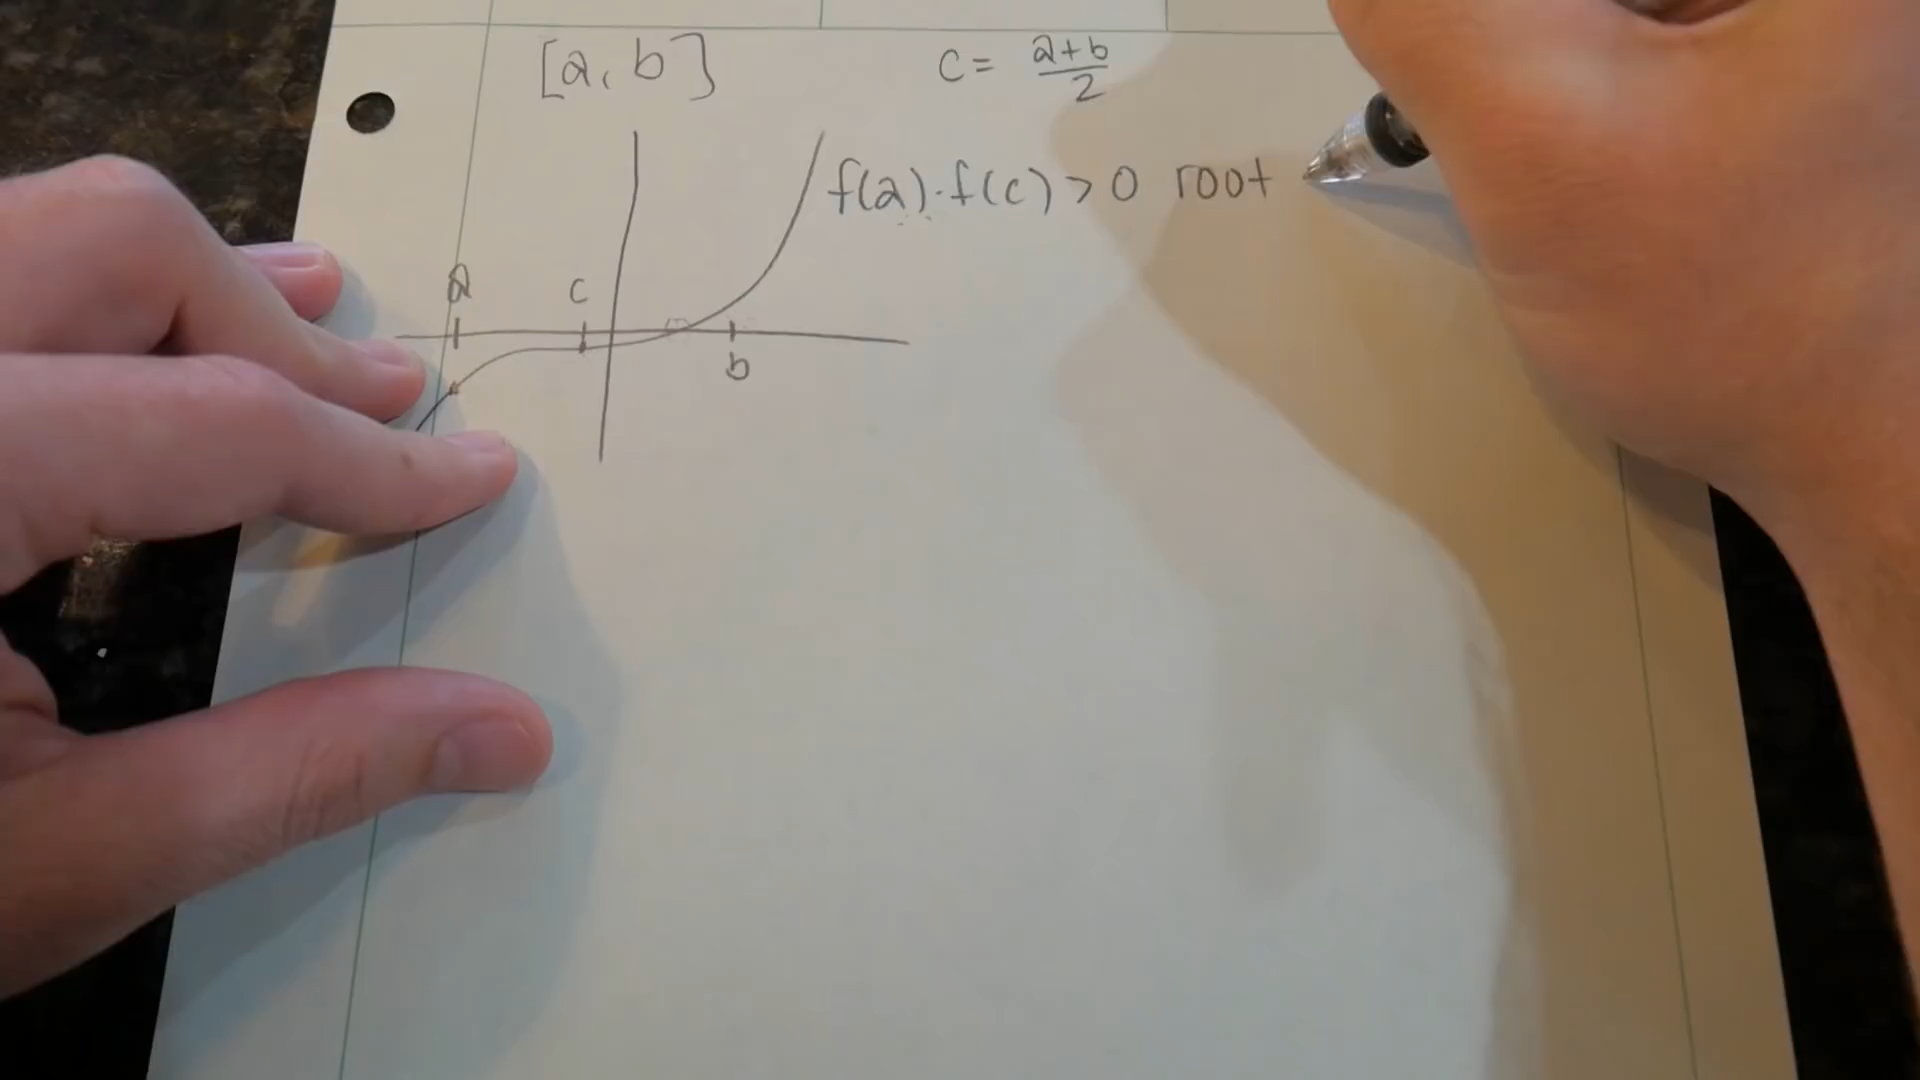 [a, b]
c = a+b/2
f(a)·f(c) > 0 root
a
c
b